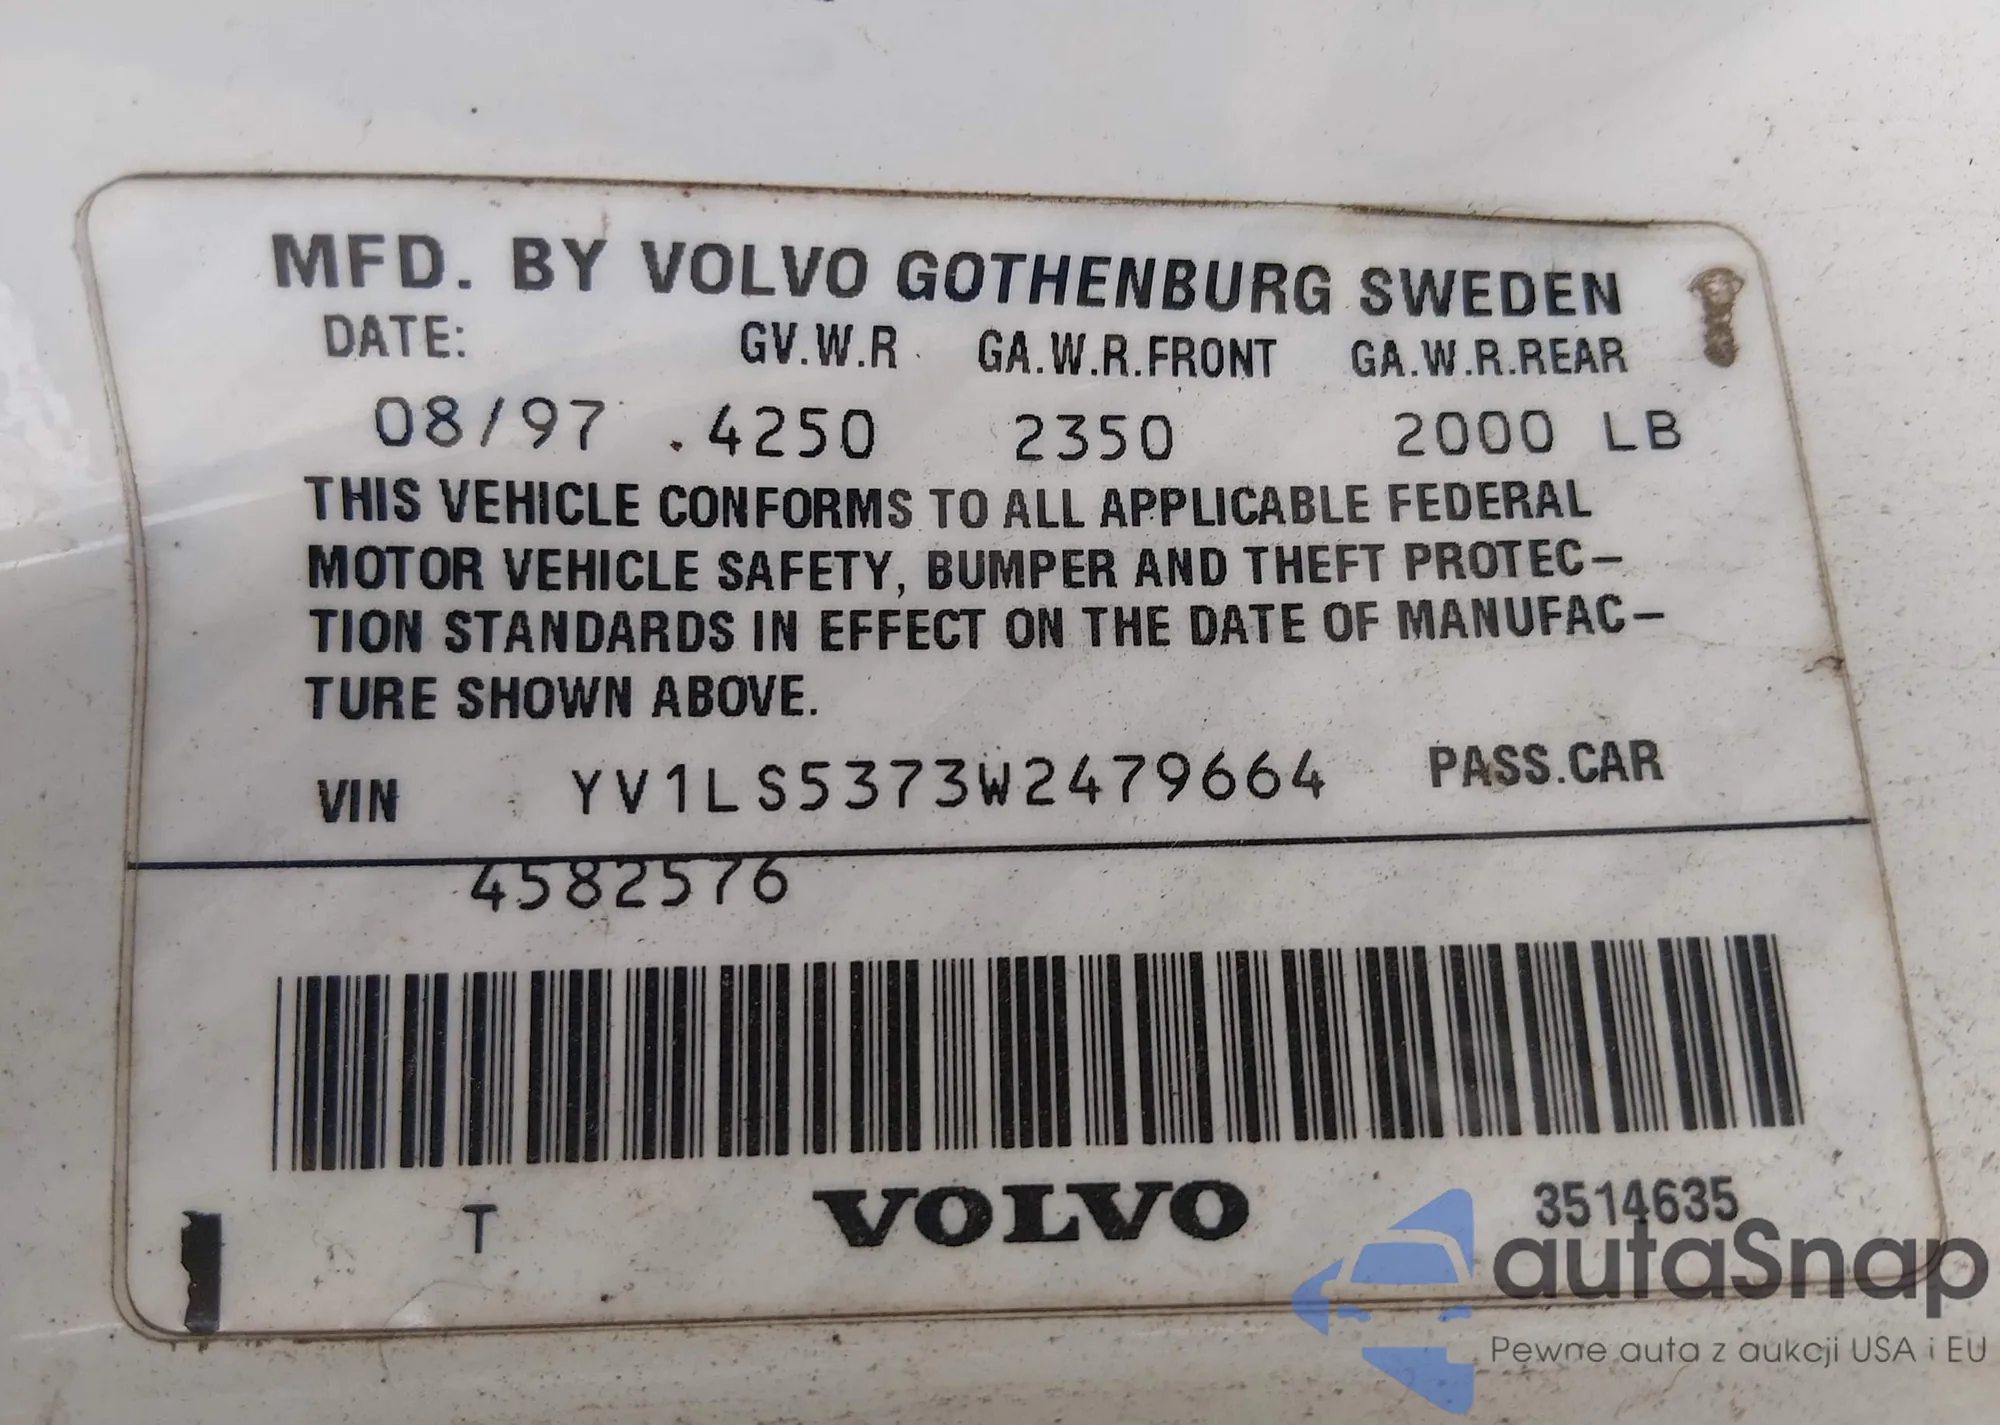 MFD. BY VOLVO GOTHENBURG SWEDEN
DATE: GV.W.R. GA.W.R.FRONT GA.W.R.REAR
08/97 .4250 2350 2000 LB
THIS VEHICLE CONFORMS TO ALL APPLICABLE FEDERAL
MOTOR VEHICLE SAFETY, BUMPER AND THEFT PROTEC-
TION STANDARDS IN EFFECT ON THE DATE OF MANUFAC-
TURE SHOWN ABOVE.
VIN YV1LS5373W2479664 PASS.CAR
4582576
T VOLVO 3514635
autaSnap
Pewne auta z aukcji USA i EU